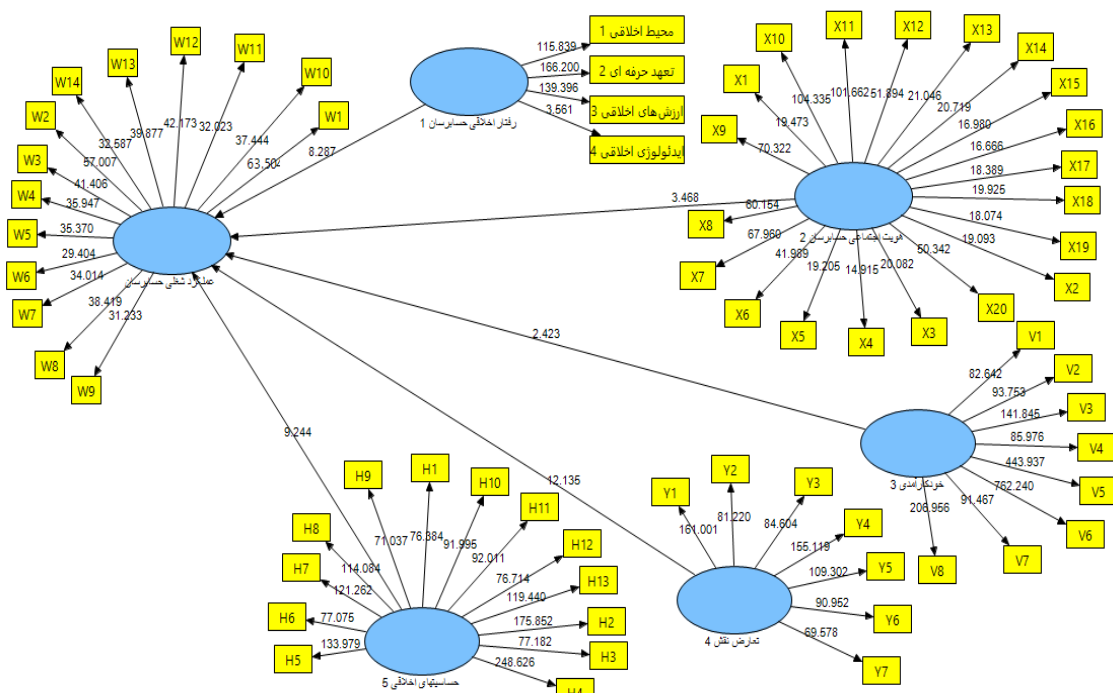 W12
W13
W11
W14
W10
W2
W1
W3
W4
W5
W6
W7
W8
W9
32.587
39.877
42.173
32.023
37.444
63.504
57.007
41.406
35.947
35.370
29.404
34.014
38.419
31.233
عملکرد شغلی حسابرسان
115.839
166.200
139.396
3.561
محیط اخلاقی 1
تعهد حرفه ای 2
ارزش‌های اخلاقی 3
ایدئولوژی اخلاقی 4
رفتار اخلاقی حسابرسان 1
8.287
3.468
2.423
12.135
9.244
X10
X11
X12
X13
X14
X1
X15
X9
X16
X17
X18
X8
X19
X7
X2
X6
X20
X5
X4
X3
104.335
101.662
51.894
21.046
20.719
19.473
16.980
16.666
70.322
18.389
19.925
60.154
18.074
67.960
19.093
41.989
50.342
19.205
14.915
20.082
هویت اجتماعی حسابرسان 2
V1
V2
V3
V4
V5
V6
V7
V8
82.642
93.753
141.845
85.976
443.937
762.240
91.467
206.956
خودکارآمدی 3
Y1
Y2
Y3
Y4
Y5
Y6
Y7
161.001
81.220
84.604
155.119
109.302
90.952
69.578
تعارض نقش 4
H9
H1
H10
H11
H8
H12
H7
H13
H6
H2
H5
H3
H4
71.037
76.384
91.995
92.011
114.084
76.714
121.262
119.440
77.075
175.852
133.979
77.182
248.626
حساسیتهای اخلاقی 5